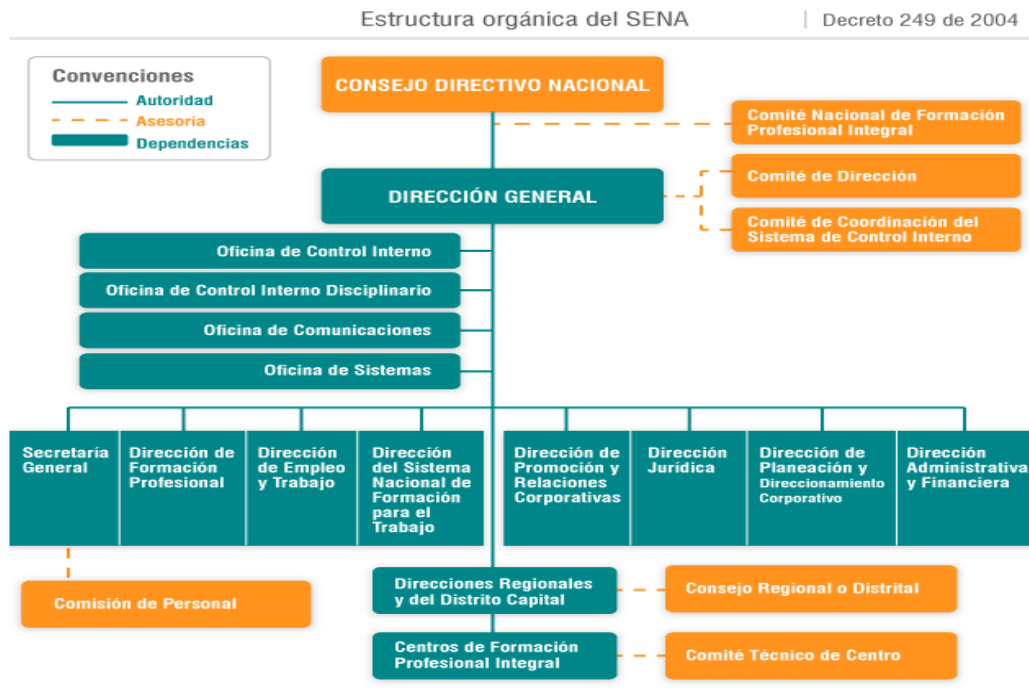 Estructura orgánica del SENA
Decreto 249 de 2004
Convenciones
Autoridad
Asesoría
Dependencias
CONSEJO DIRECTIVO NACIONAL
Comité Nacional de Formación
Profesional Integral
DIRECCIÓN GENERAL
Comité de Dirección
Comité de Coordinación del
Sistema de Control Interno
Oficina de Control Interno
Oficina de Control Interno Disciplinario
Oficina de Comunicaciones
Oficina de Sistemas
Secretaría
General
Dirección de
Formación
Profesional
Dirección
de Empleo
y Trabajo
Dirección
del Sistema
Nacional de
Formación
para el
Trabajo
Dirección de
Promoción y
Relaciones
Corporativas
Dirección
Jurídica
Dirección de
Planeación y
Direccionamiento
Corporativo
Dirección
Administrativa
y Financiera
Comisión de Personal
Direcciones Regionales
y del Distrito Capital
Consejo Regional o Distrital
Centros de Formación
Profesional Integral
Comité Técnico de Centro